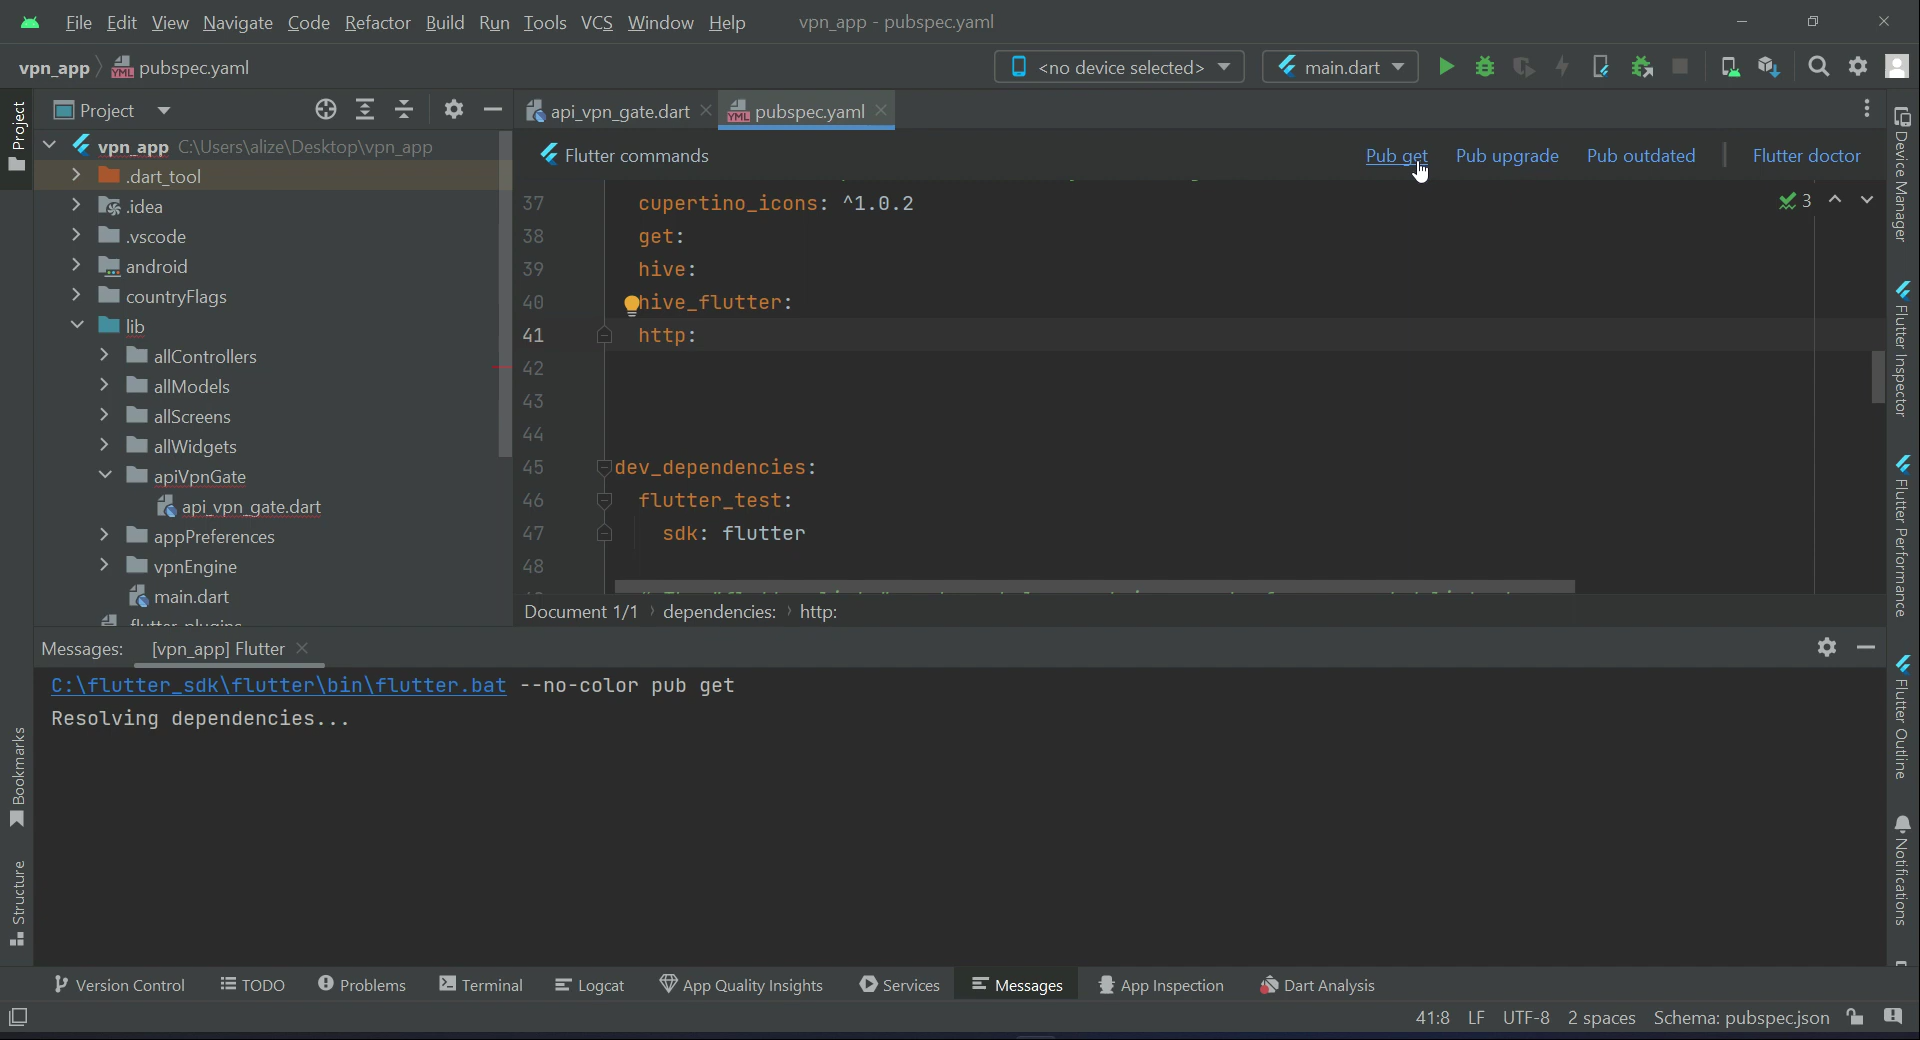 File Edit View Navigate Code Refactor Build Run Tools VCS Window Help vpn_app - pubspec.yaml
vpn_app pubspec.yaml <no device selected> main.dart
Project
Project
api_vpn_gate.dart pubspec.yaml
vpn_app C:\Users\alize\Desktop\vpn_app
.dart_tool
.idea
.vscode
android
countryFlags
lib
allControllers
allModels
allScreens
allWidgets
apiVpnGate
api_vpn_gate.dart
appPreferences
vpnEngine
main.dart
Flutter commands Pub get Pub upgrade Pub outdated Flutter doctor
37 cupertino_icons: ^1.0.2
3
38 get:
39 hive:
40 hive_flutter:
41 http:
42
43
44
45 dev_dependencies:
46 flutter_test:
47 sdk: flutter
48
Document 1/1 dependencies: http:
Device Manager
Flutter Inspector
Flutter Performance
Flutter Outline
Notifications
Messages: [vpn_app] Flutter
C:\flutter_sdk\flutter\bin\flutter.bat --no-color pub get
Resolving dependencies...
Bookmarks
Structure
Version Control TODO Problems Terminal Logcat App Quality Insights Services Messages App Inspection Dart Analysis
41:8 LF UTF-8 2 spaces Schema: pubspec.json